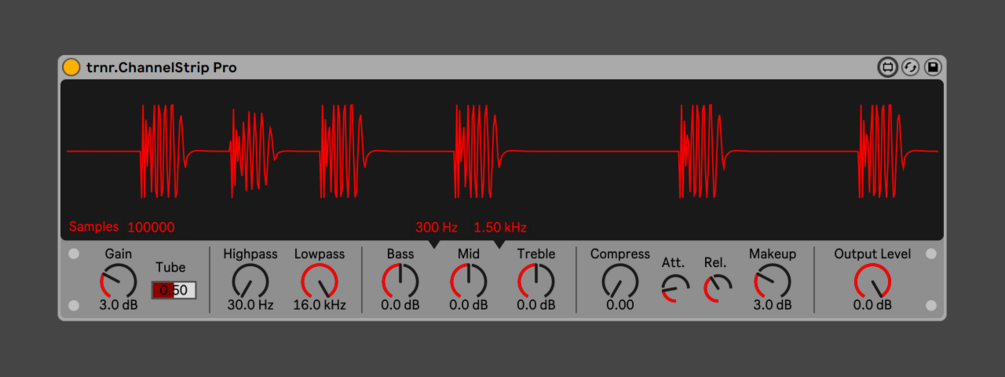 trnr.ChannelStrip Pro
Samples 100000
300 Hz 1.50 kHz
Gain
3.0 dB
Tube
0.50
Highpass
30.0 Hz
Lowpass
16.0 kHz
Bass
0.0 dB
Mid
0.0 dB
Treble
0.0 dB
Compress
0.00
Att.
Rel.
Makeup
3.0 dB
Output Level
0.0 dB